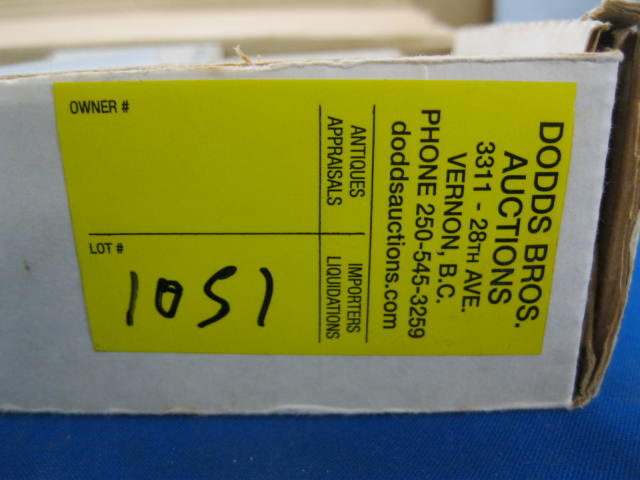 DODDS BROS.
AUCTIONS
3311 - 28TH AVE.
VERNON, B.C.
PHONE 250-545-3259
doddsauctions.com
ANTIQUES
APPRAISALS
IMPORTERS
LIQUIDATIONS
OWNER #
LOT #
1051